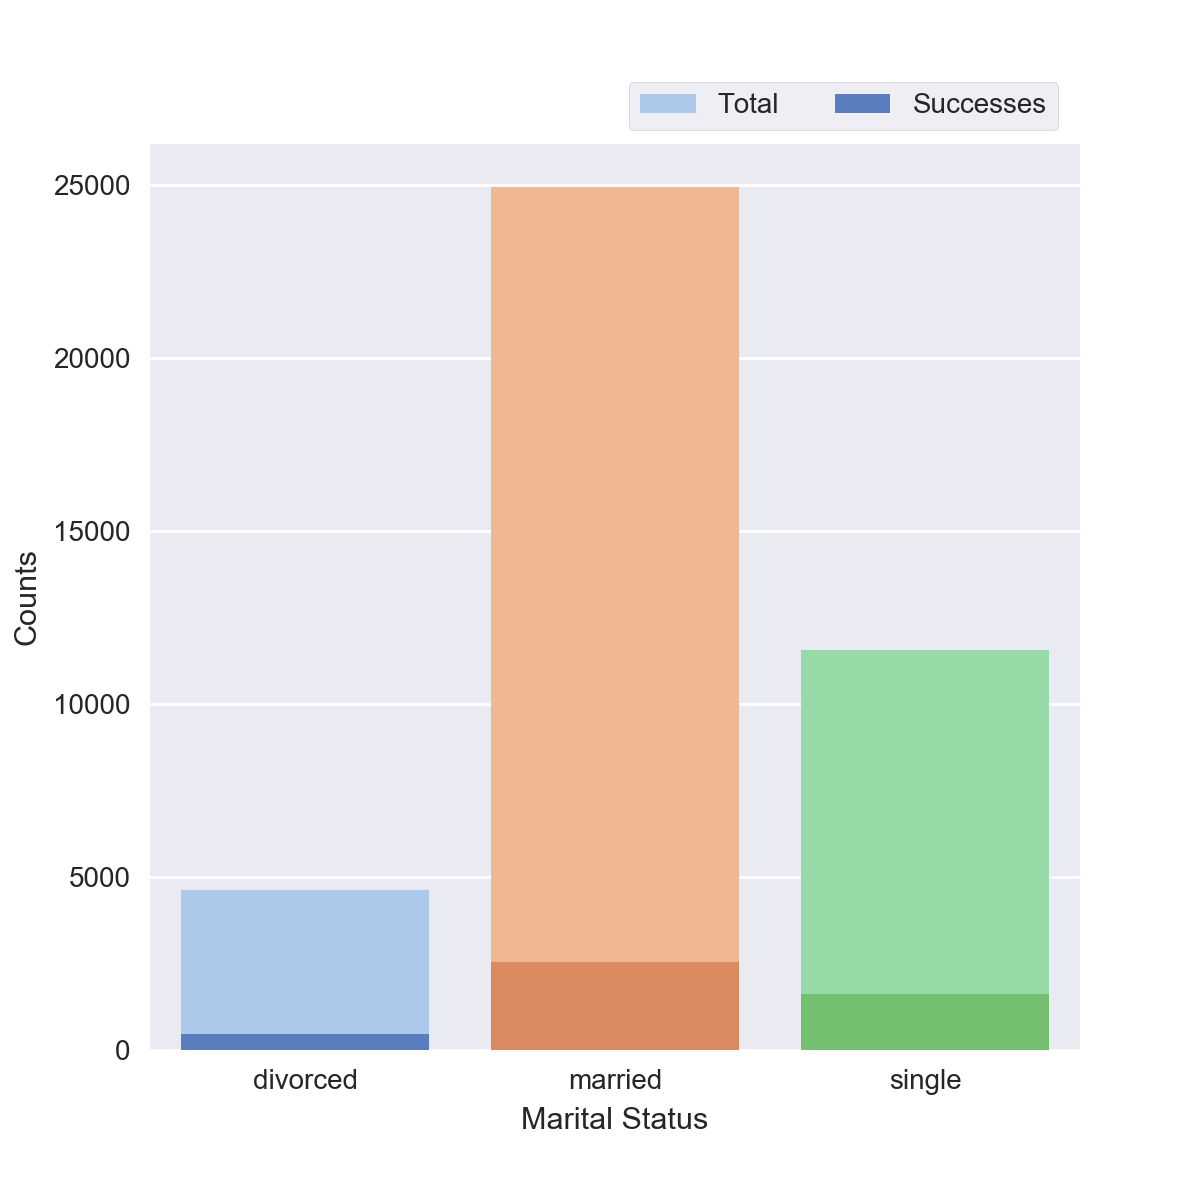 Total Successes
25000
20000
15000
10000
5000
0
Counts
divorced married single
Marital Status